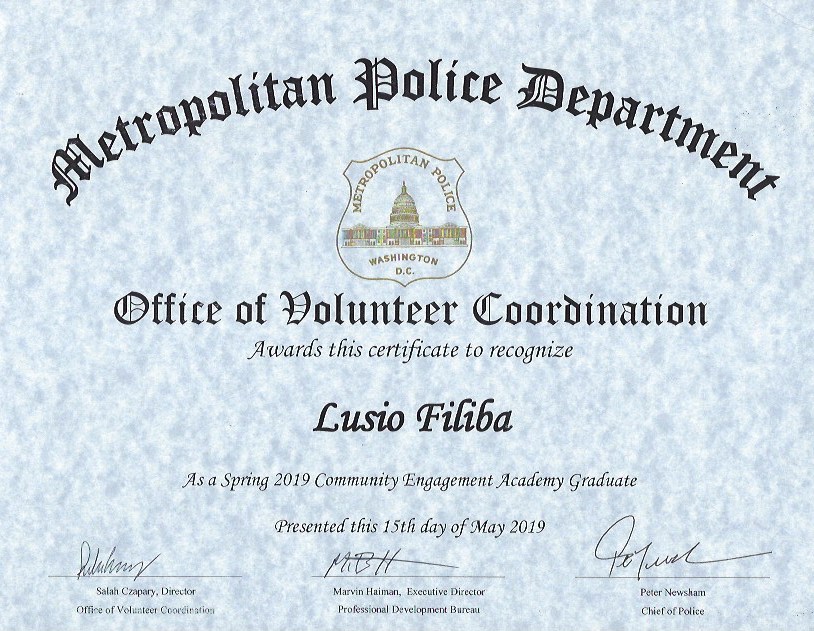 Metropolitan Police Department
METROPOLITAN POLICE
WASHINGTON
D.C.
Office of Volunteer Coordination
Awards this certificate to recognize
Lusio Filiba
As a Spring 2019 Community Engagement Academy Graduate
Presented this 15th day of May 2019
Salah Czapary, Director
Office of Volunteer Coordination
Marvin Haiman, Executive Director
Professional Development Bureau
Peter Newsham
Chief of Police